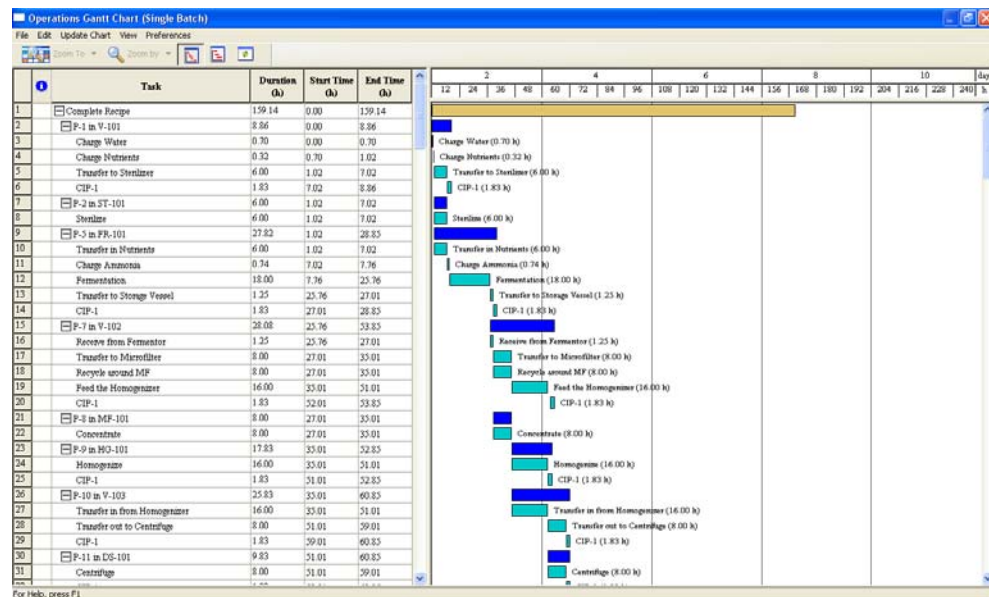 Operations Gantt Chart (Single Batch)
File Edit Update Chart View Preferences
Zoom To Zoom by
Task Duration (h) Start Time (h) End Time (h) 2 4 6 8 10 day
12 24 36 48 60 72 84 96 108 120 132 144 156 168 180 192 204 216 228 240 h
Complete Recipe 159.14 0.00 159.14
1 P-1 in V-101 8.86 0.00 8.86
3 Charge Water 0.70 0.00 0.70 Charge Water (0.70 h)
4 Charge Nutrients 0.32 0.70 1.02 Charge Nutrients (0.32 h)
5 Transfer to Sterilizer 6.00 1.02 7.02 Transfer to Sterilizer (6.00 h)
6 CIP-1 1.83 7.02 8.86 CIP-1 (1.83 h)
7 P-2 in ST-101 6.00 1.02 7.02
8 Sterilize 6.00 1.02 7.02 Sterilize (6.00 h)
9 P-5 in FR-101 27.82 1.02 28.85
10 Transfer in Nutrients 6.00 1.02 7.02 Transfer in Nutrients (6.00 h)
11 Charge Ammonia 0.74 7.02 7.76 Charge Ammonia (0.74 h)
12 Fermentation 18.00 7.76 25.76 Fermentation (18.00 h)
13 Transfer to Storage Vessel 1.25 25.76 27.01 Transfer to Storage Vessel (1.25 h)
14 CIP-1 1.83 27.01 28.85 CIP-1 (1.83 h)
15 P-7 in V-102 28.08 25.76 53.85
16 Receive from Fermentor 1.25 25.76 27.01 Receive from Fermentor (1.25 h)
17 Transfer to Microfilter 8.00 27.01 35.01 Transfer to Microfilter (8.00 h)
18 Recycle around MF 8.00 27.01 35.01 Recycle around MF (8.00 h)
19 Feed the Homogenizer 16.00 35.01 51.01 Feed the Homogenizer (16.00 h)
20 CIP-1 1.83 52.01 53.85 CIP-1 (1.83 h)
21 P-8 in MF-101 8.00 27.01 35.01
22 Concentrate 8.00 27.01 35.01 Concentrate (8.00 h)
23 P-9 in HG-101 17.83 35.01 52.85
24 Homogenize 16.00 35.01 51.01 Homogenize (16.00 h)
25 CIP-1 1.83 51.01 52.85 CIP-1 (1.83 h)
26 P-10 in V-103 25.83 35.01 60.85
27 Transfer in from Homogenizer 16.00 35.01 51.01 Transfer in from Homogenizer (16.00 h)
28 Transfer out to Centrifuge 8.00 51.01 59.01 Transfer out to Centrifuge (8.00 h)
29 CIP-1 1.83 59.01 60.85 CIP-1 (1.83 h)
30 P-11 in DS-101 9.83 51.01 60.85
31 Centrifuge 8.00 51.01 59.01 Centrifuge (8.00 h)
For Help, press F1